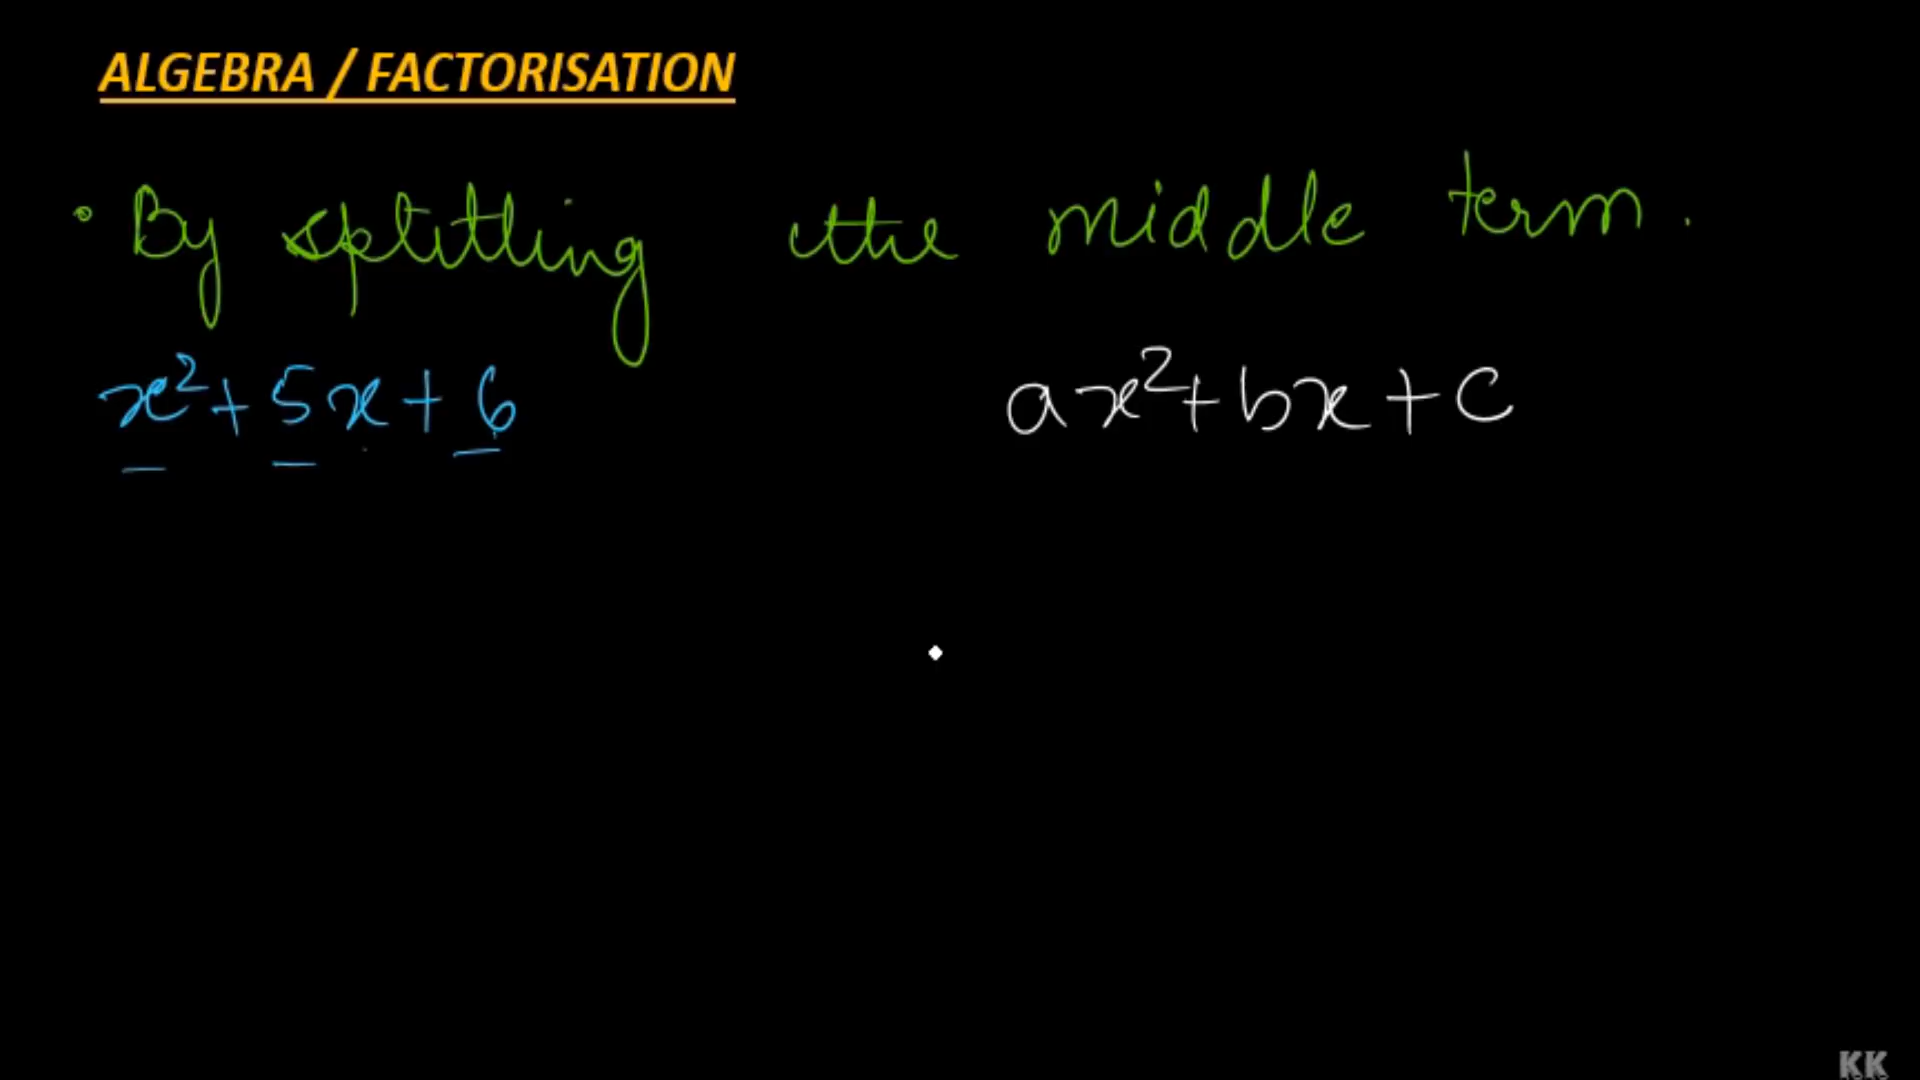 ALGEBRA / FACTORISATION
• By splitting the middle term.
x²+5x+6 ax²+bx+c
KK